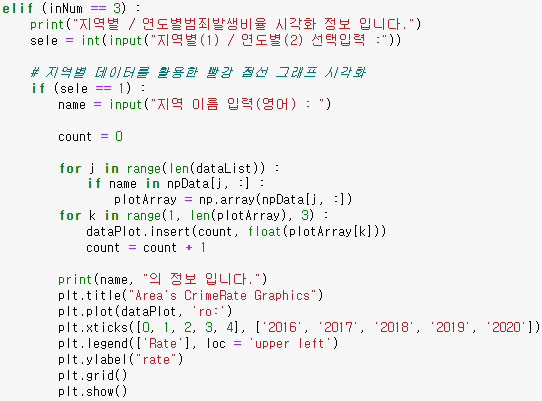 elif (inNum == 3) :
    print("지역별 / 연도별범죄발생비율 시각화 정보 입니다.")
    sele = int(input("지역별(1) / 연도별(2) 선택입력 :"))

    # 지역별 데이터를 활용한 빨강 점선 그래프 시각화
    if (sele == 1) :
        name = input("지역 이름 입력(영어) : ")

        count = 0

        for j in range(len(dataList)) :
            if name in npData[j, :] :
                plotArray = np.array(npData[j, :])
        for k in range(1, len(plotArray), 3) :
            dataPlot.insert(count, float(plotArray[k]))
            count = count + 1

        print(name, "의 정보 입니다.")
        plt.title("Area's CrimeRate Graphics")
        plt.plot(dataPlot, 'ro:')
        plt.xticks([0, 1, 2, 3, 4], ['2016', '2017', '2018', '2019', '2020'])
        plt.legend(['Rate'], loc = 'upper left')
        plt.ylabel("rate")
        plt.grid()
        plt.show()